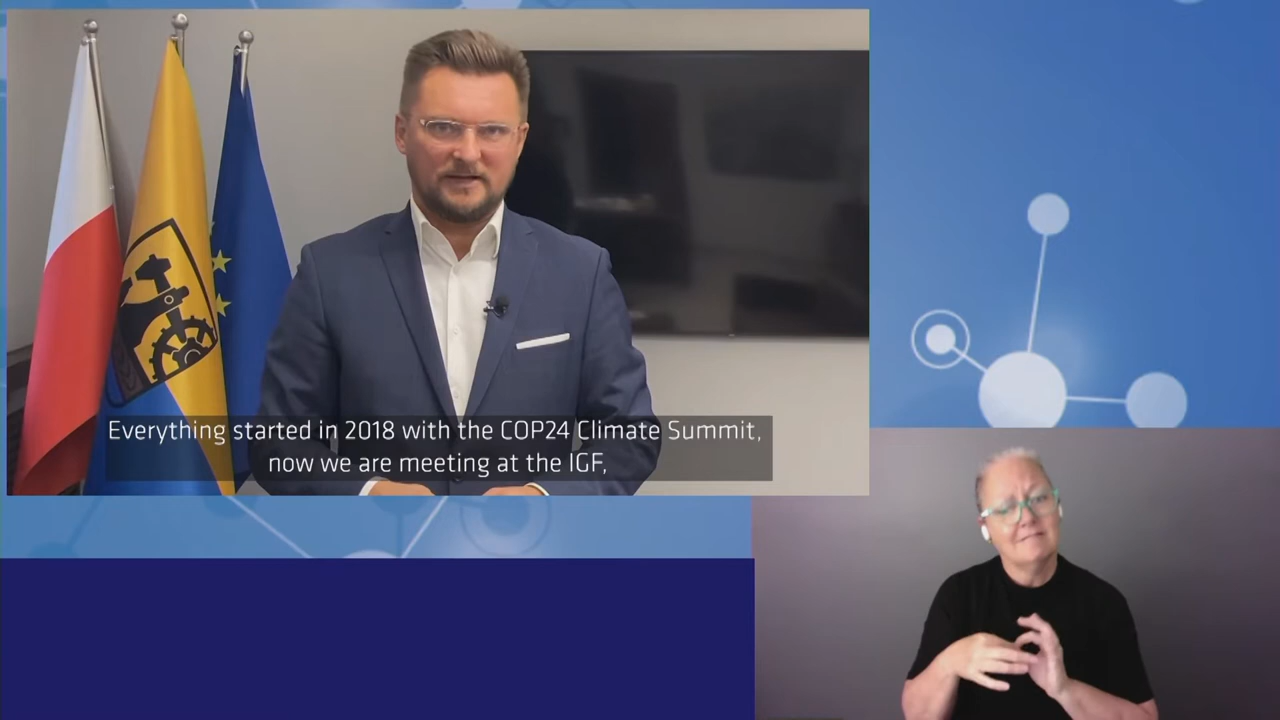 Everything started in 2018 with the COP24 Climate Summit,
now we are meeting at the IGF,